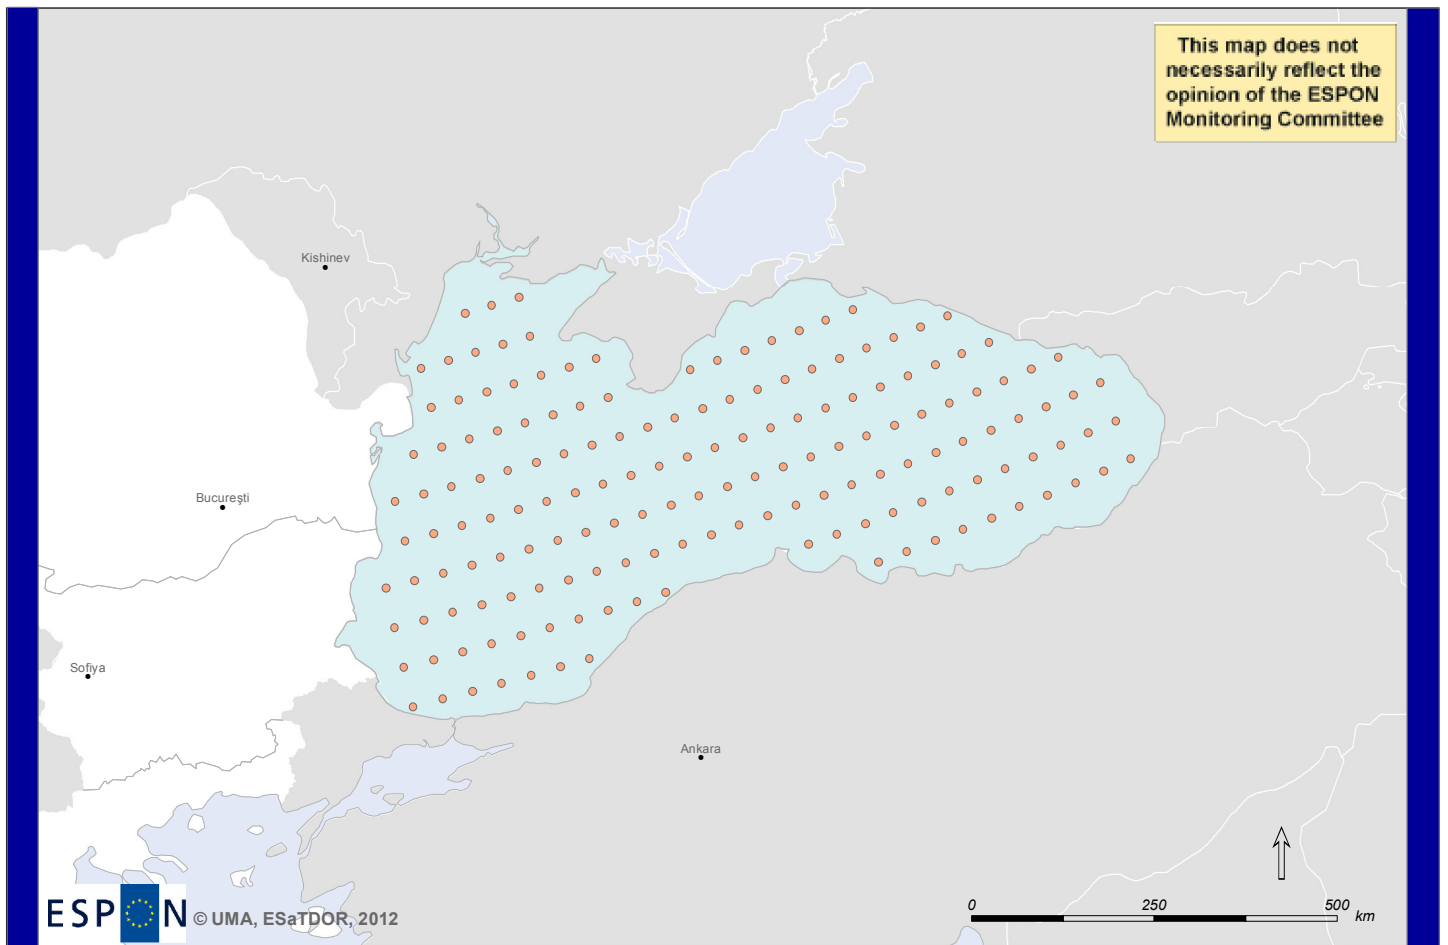 This map does not
necessarily reflect the
opinion of the ESPON
Monitoring Committee
Kishinev
Bucureşti
Sofiya
Ankara
0 250 500 km
ESPON © UMA, ESaTDOR, 2012